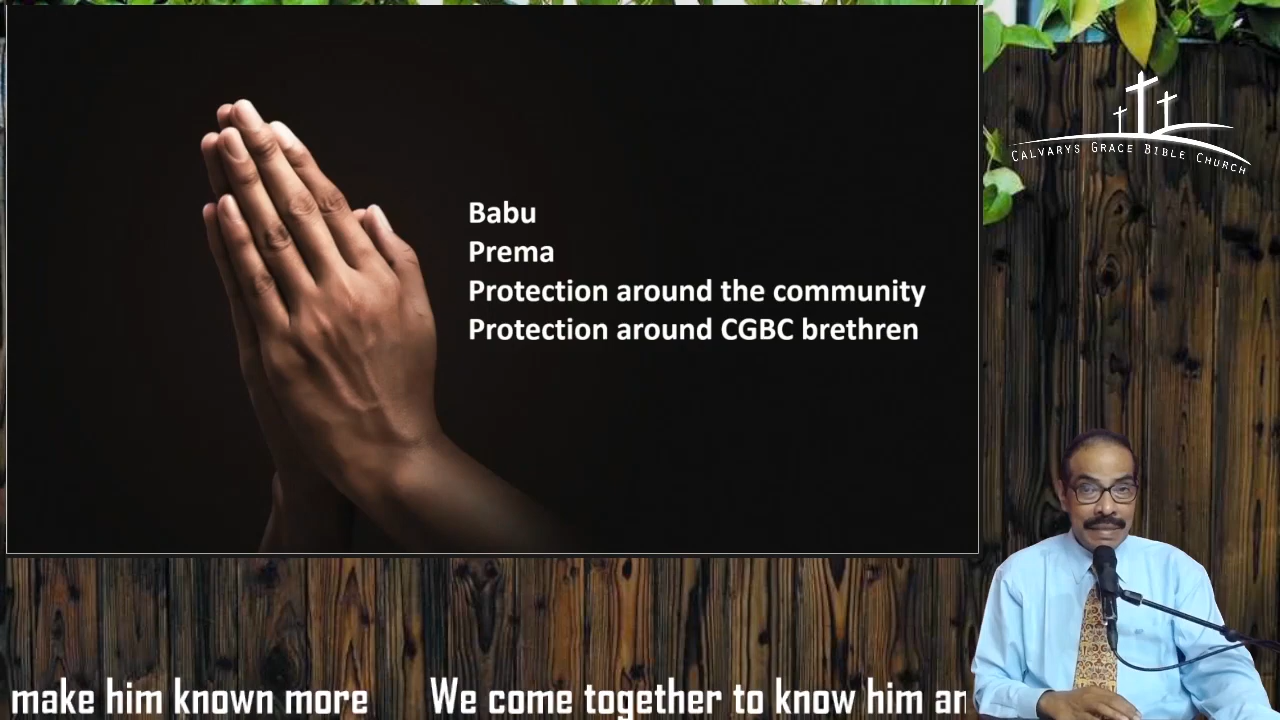 Babu
Prema
Protection around the community
Protection around CGBC brethren
CALVARYS GRACE BIBLE CHURCH
make him known more We come together to know him